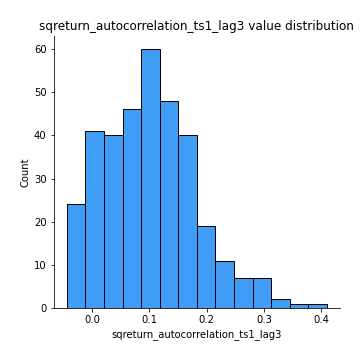 sqreturn_autocorrelation_ts1_lag3 value distribution
60
50
40
30
20
10
0
Count
0.0 0.1 0.2 0.3 0.4
sqreturn_autocorrelation_ts1_lag3